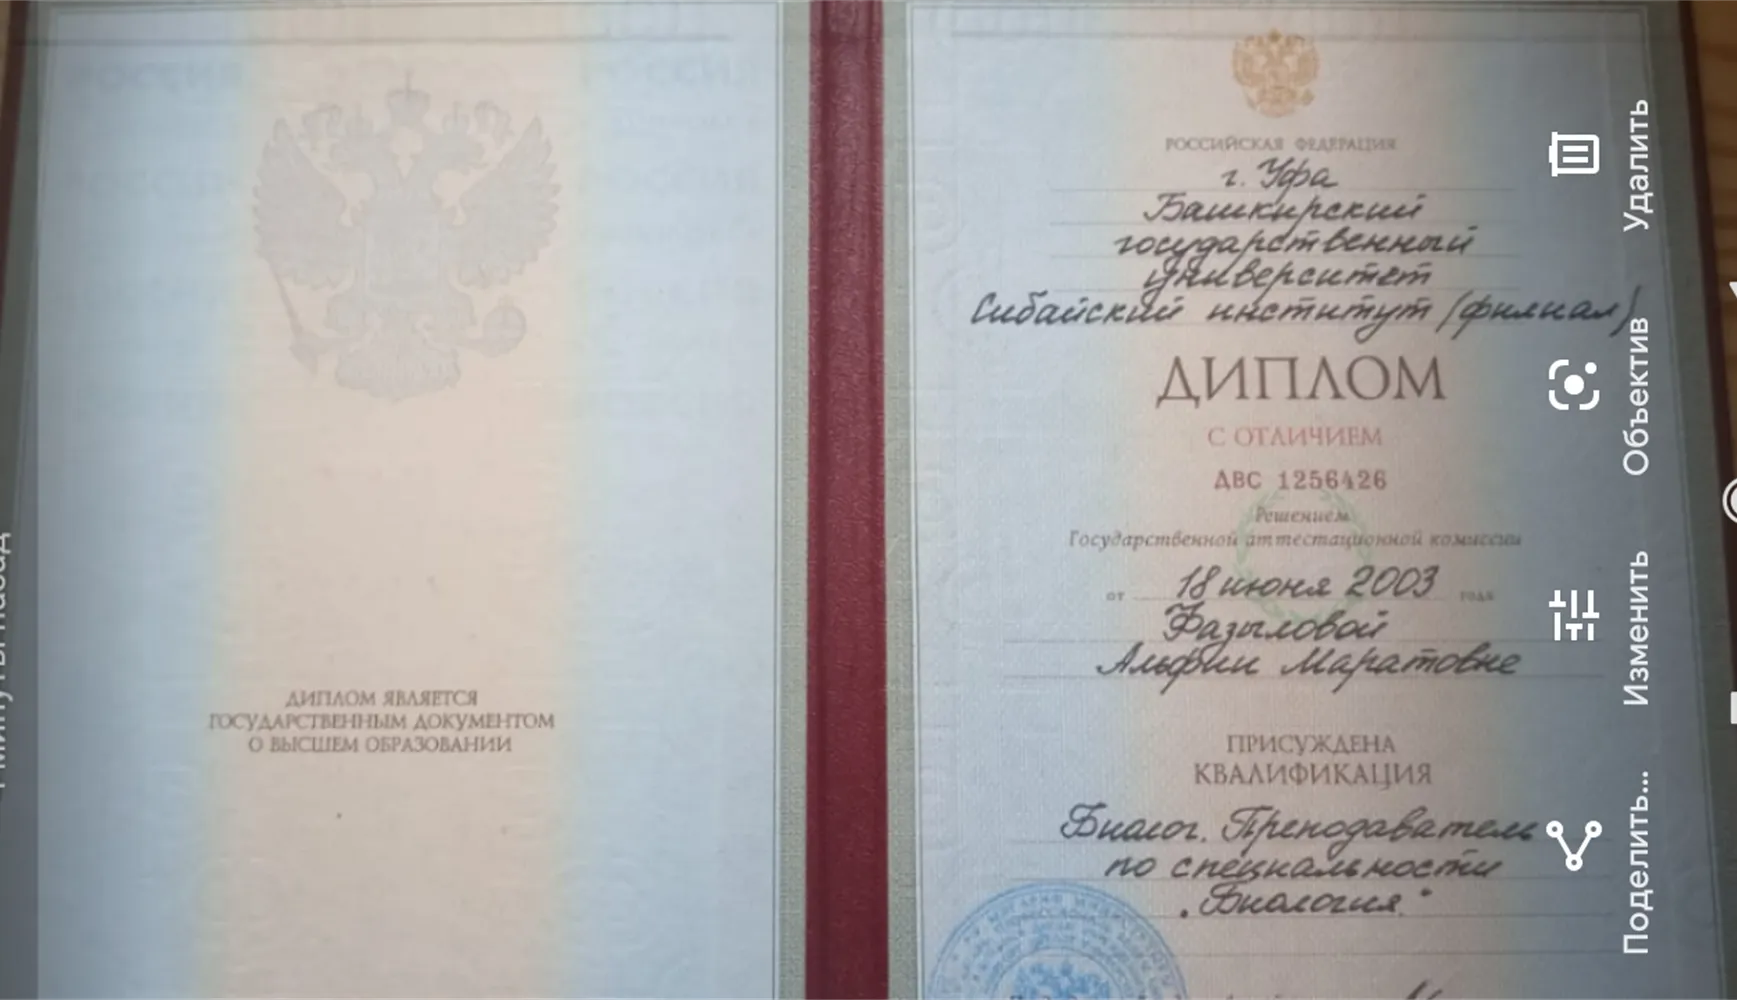 ДИПЛОМ ЯВЛЯЕТСЯ
ГОСУДАРСТВЕННЫМ ДОКУМЕНТОМ
О ВЫСШЕМ ОБРАЗОВАНИИ
РОССИЙСКАЯ ФЕДЕРАЦИЯ
г. Уфа
Башкирский
государственный
университет
Сибайский институт (филиал)
ДИПЛОМ
С ОТЛИЧИЕМ
ДВС 1256426
Решением
Государственной аттестационной комиссии
от 18 июня 2003 года
Фазыловой
Альфии Маратовне
ПРИСУЖДЕНА
КВАЛИФИКАЦИЯ
Биолог. Преподаватель
по специальности
„Биология."
Удалить
Объектив
Изменить
Поделить...